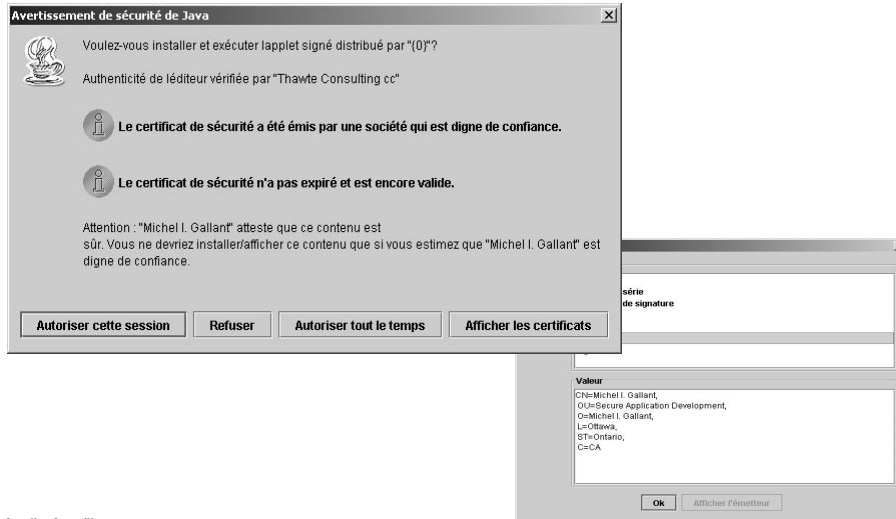 Avertissement de sécurité de Java
Voulez-vous installer et exécuter lapplet signé distribué par "{0}"?
Authenticité de léditeur vérifiée par "Thawte Consulting cc"
Le certificat de sécurité a été émis par une société qui est digne de confiance.
Le certificat de sécurité n'a pas expiré et est encore valide.
Attention : "Michel I. Gallant" atteste que ce contenu est
sûr. Vous ne devriez installer/afficher ce contenu que si vous estimez que "Michel I. Gallant" est
digne de confiance.
Autoriser cette session
Refuser
Autoriser tout le temps
Afficher les certificats
série
de signature
Valeur
CN=Michel I. Gallant,
OU=Secure Application Development,
O=Michel I. Gallant,
L=Ottawa,
ST=Ontario,
C=CA
Ok
Afficher l'émetteur